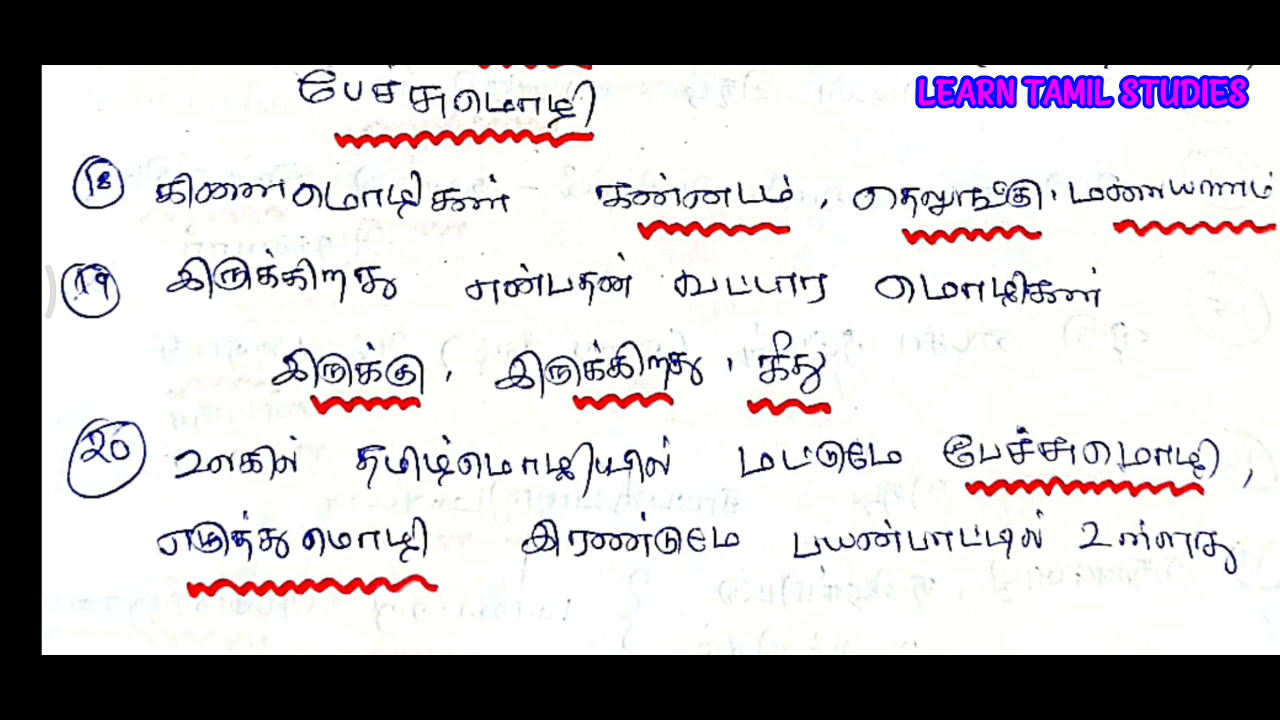 LEARN TAMIL STUDIES
பேச்சுமொழி
18 கிளைமொழிகள் கன்னடம், தெலுங்கு, மலையாளம்
19 இருக்கிறது என்பதன் வட்டார மொழிகள்
இருக்கு, இருக்கிறது, கீது
20 உலகில் தமிழ்மொழியில் மட்டுமே பேச்சுமொழி,
எழுத்துமொழி இரண்டுமே பயன்பாட்டில் உள்ளது